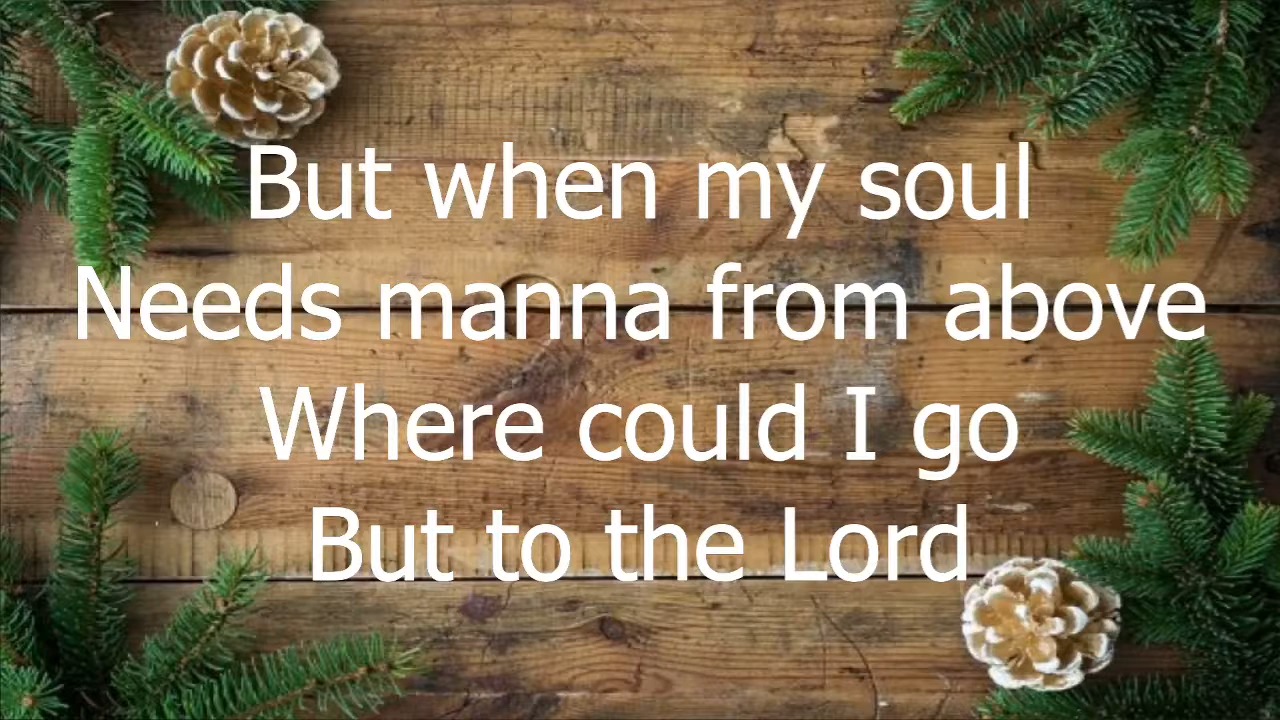 But when my soul
Needs manna from above
Where could I go
But to the Lord